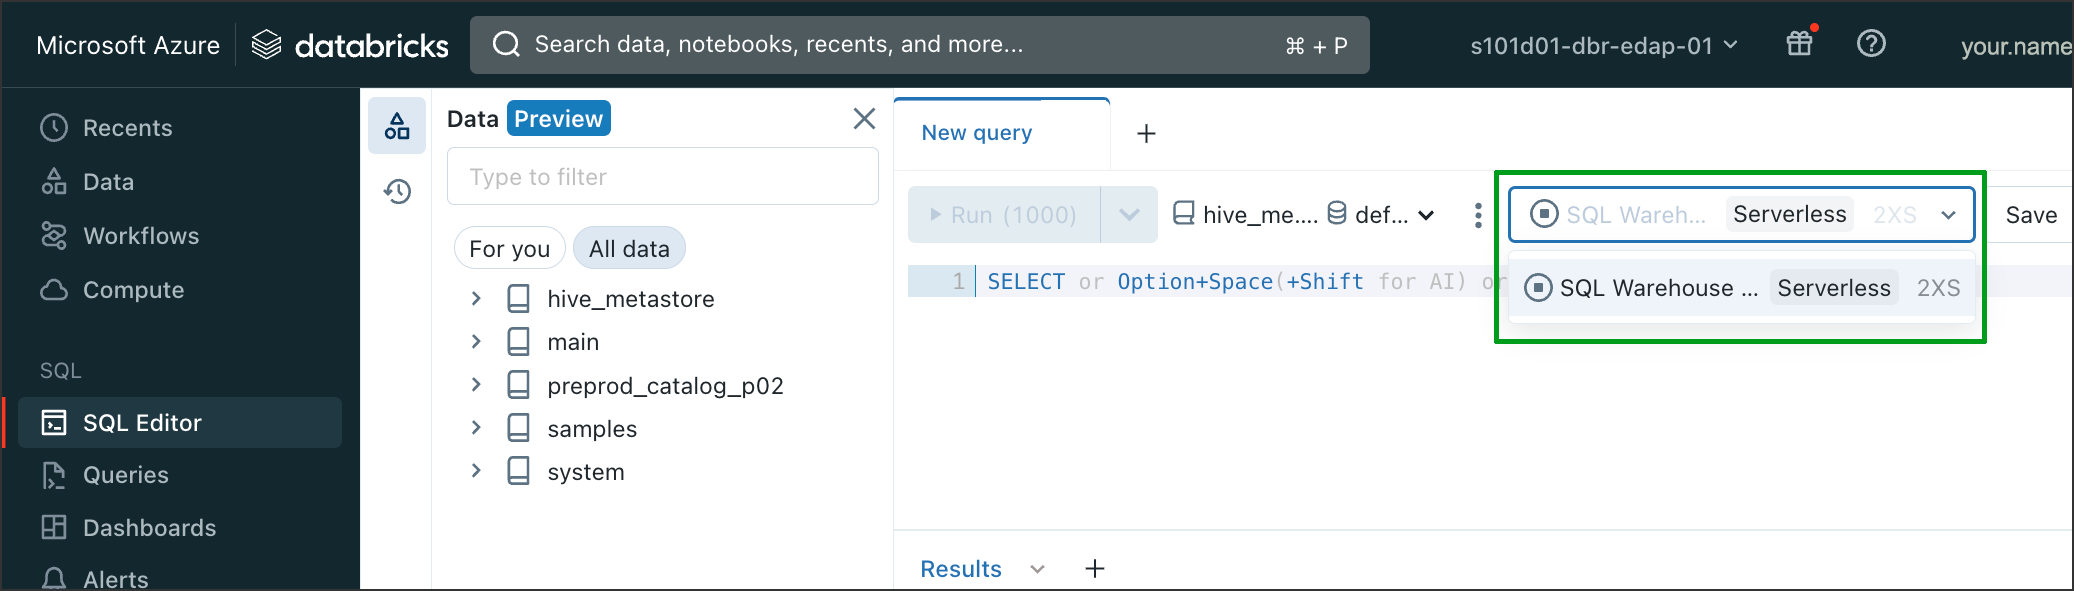 Microsoft Azure databricks Search data, notebooks, recents, and more... ⌘ + P s101d01-dbr-edap-01 your.name
Recents
Data
Workflows
Compute
SQL
SQL Editor
Queries
Dashboards
Alerts
Data Preview
Type to filter
For you All data
hive_metastore
main
preprod_catalog_p02
samples
system
New query +
Run (1000) hive_me.... def... SQL Wareh... Serverless 2XS Save
1 SELECT or Option+Space(+Shift for AI) or
SQL Warehouse ... Serverless 2XS
Results +